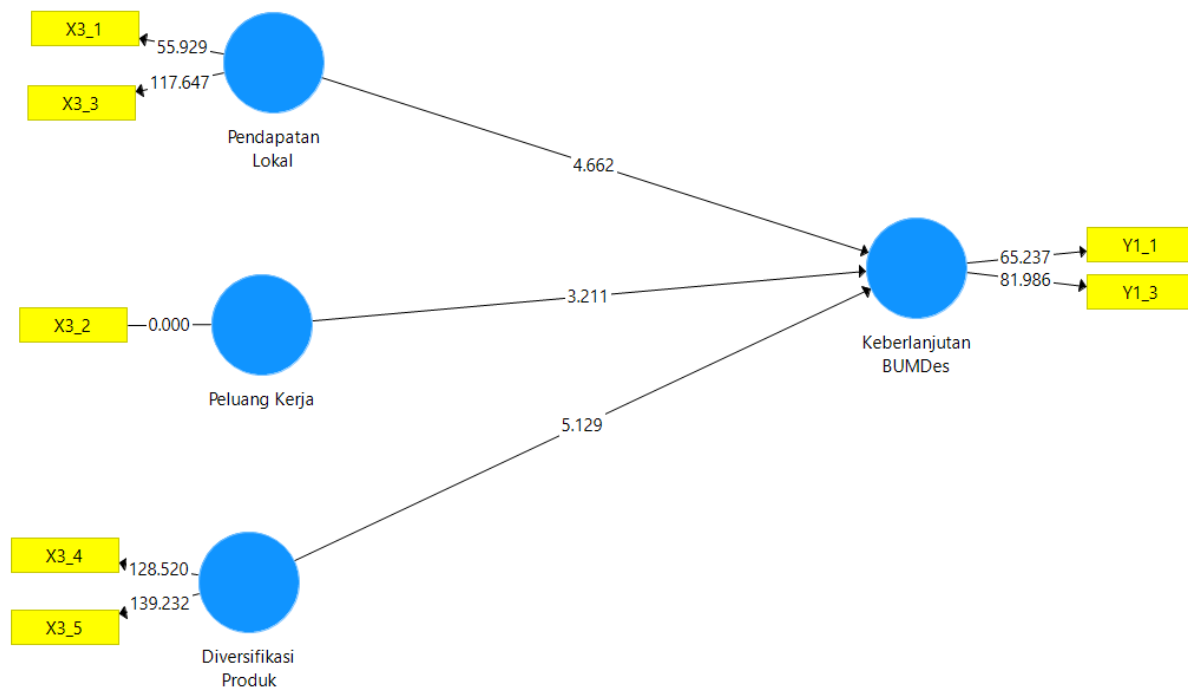 X3_1
55.929
117.647
X3_3
Pendapatan
Lokal
4.662
X3_2
0.000
Peluang Kerja
3.211
Y1_1
65.237
81.986
Y1_3
Keberlanjutan
BUMDes
5.129
X3_4
128.520
139.232
X3_5
Diversifikasi
Produk